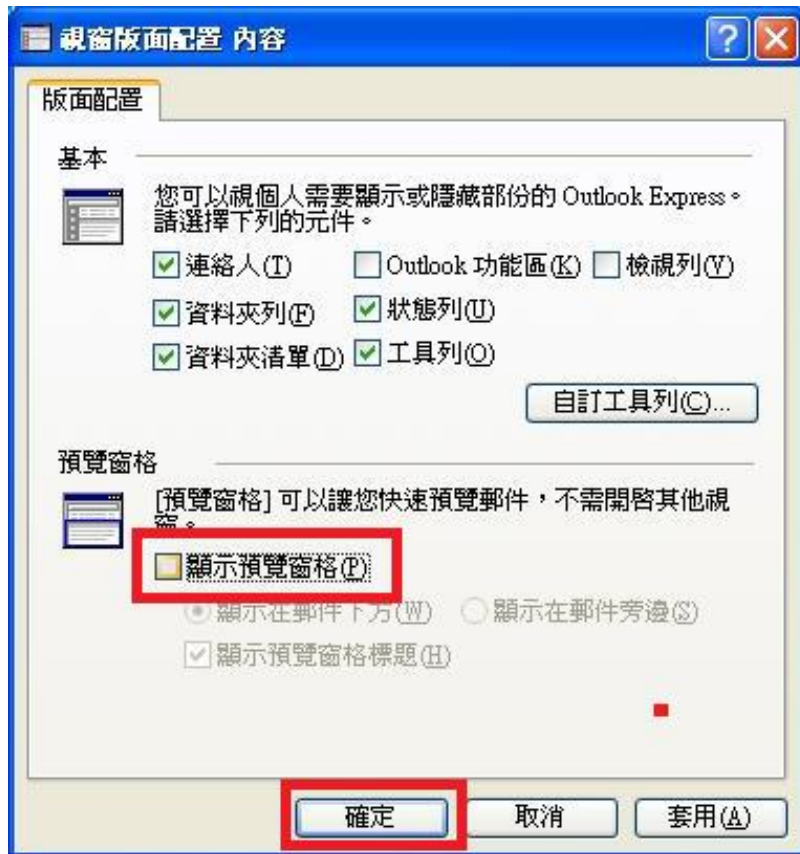 視窗版面配置 內容
版面配置
基本
您可以視個人需要顯示或隱藏部份的 Outlook Express。
請選擇下列的元件。
連絡人(T) Outlook 功能區(K) 檢視列(V)
資料夾列(F) 狀態列(U)
資料夾清單(D) 工具列(O)
自訂工具列(C)...
預覽窗格
[預覽窗格] 可以讓您快速預覽郵件，不需開啓其他視
窗。
顯示預覽窗格(P)
顯示在郵件下方(W) 顯示在郵件旁邊(S)
顯示預覽窗格標題(H)
確定 取消 套用(A)